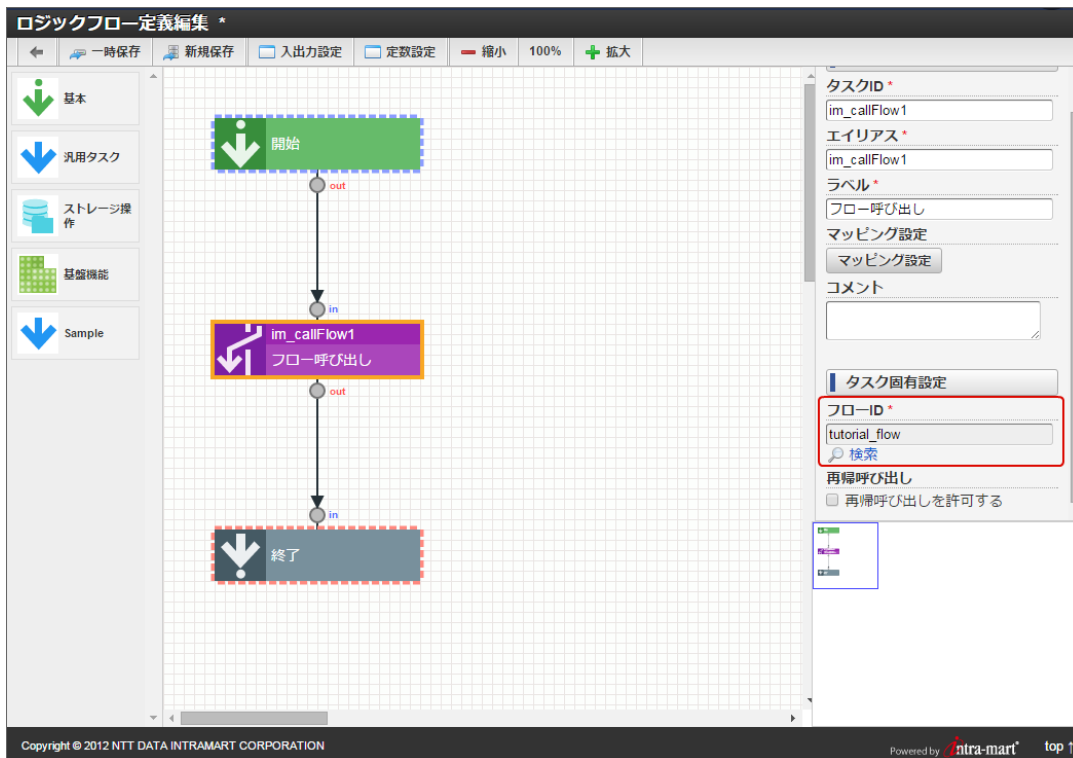 ロジックフロー定義編集 *
一時保存 新規保存 入出力設定 定数設定 縮小 100% 拡大
基本
汎用タスク
ストレージ操
作
基盤機能
Sample
開始
out
in
im_callFlow1
フロー呼び出し
out
in
終了
タスクID *
im_callFlow1
エイリアス *
im_callFlow1
ラベル *
フロー呼び出し
マッピング設定
マッピング設定
コメント
タスク固有設定
フローID *
tutorial_flow
検索
再帰呼び出し
再帰呼び出しを許可する
Copyright © 2012 NTT DATA INTRAMART CORPORATION
Powered by intra-mart
top ↑